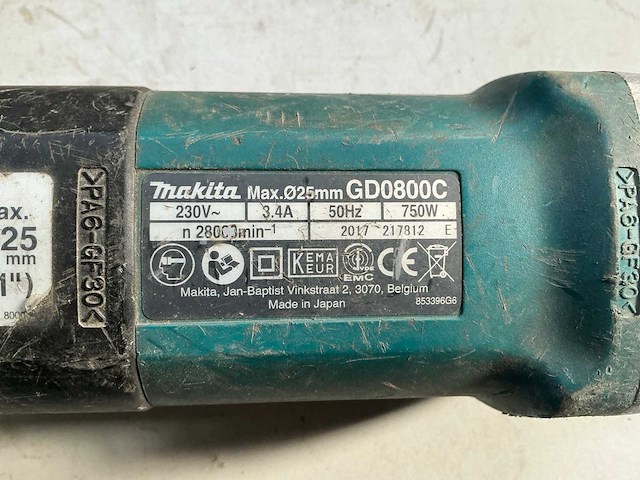 makita Max.Ø25mm GD0800C
230V~ 3.4A 50Hz 750W
n 28000min-1
2017 217812 E
KEMA
KEUR
EMC
CE
Makita, Jan-Baptist Vinkstraat 2, 3070, Belgium
Made in Japan 853396G6
>PA6-GF30<
ax.
25
mm
1")
8000
>PA6-GF30<